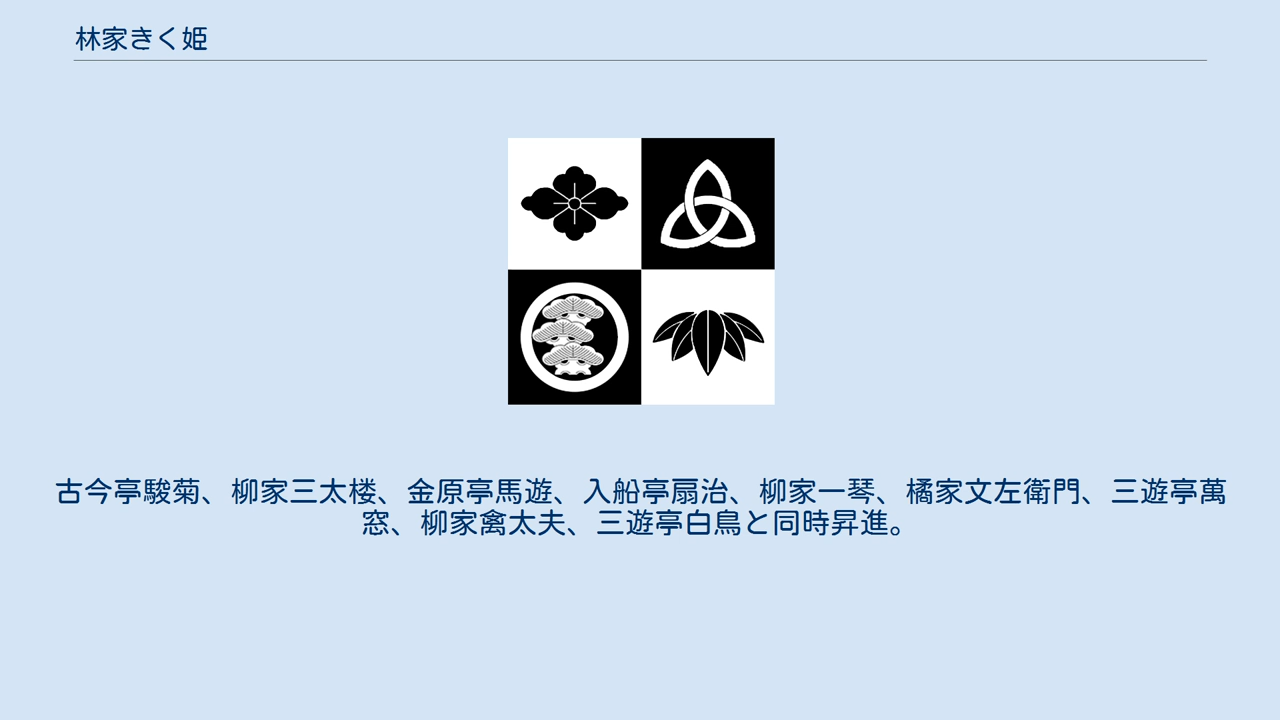 林家きく姫
古今亭駿菊、柳家三太楼、金原亭馬遊、入船亭扇治、柳家一琴、橘家文左衛門、三遊亭萬
窓、柳家禽太夫、三遊亭白鳥と同時昇進。